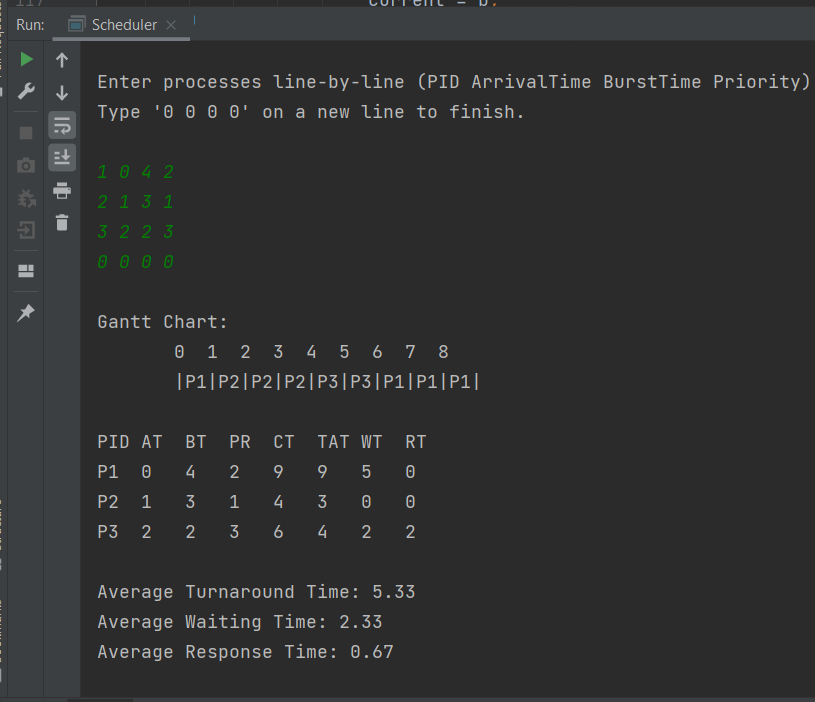 Run: Scheduler
Enter processes line-by-line (PID ArrivalTime BurstTime Priority)
Type '0 0 0 0' on a new line to finish.
1 0 4 2
2 1 3 1
3 2 2 3
0 0 0 0
Gantt Chart:
0 1 2 3 4 5 6 7 8
|P1|P2|P2|P2|P3|P3|P1|P1|P1|
PID AT BT PR CT TAT WT RT
P1 0 4 2 9 9 5 0
P2 1 3 1 4 3 0 0
P3 2 2 3 6 4 2 2
Average Turnaround Time: 5.33
Average Waiting Time: 2.33
Average Response Time: 0.67